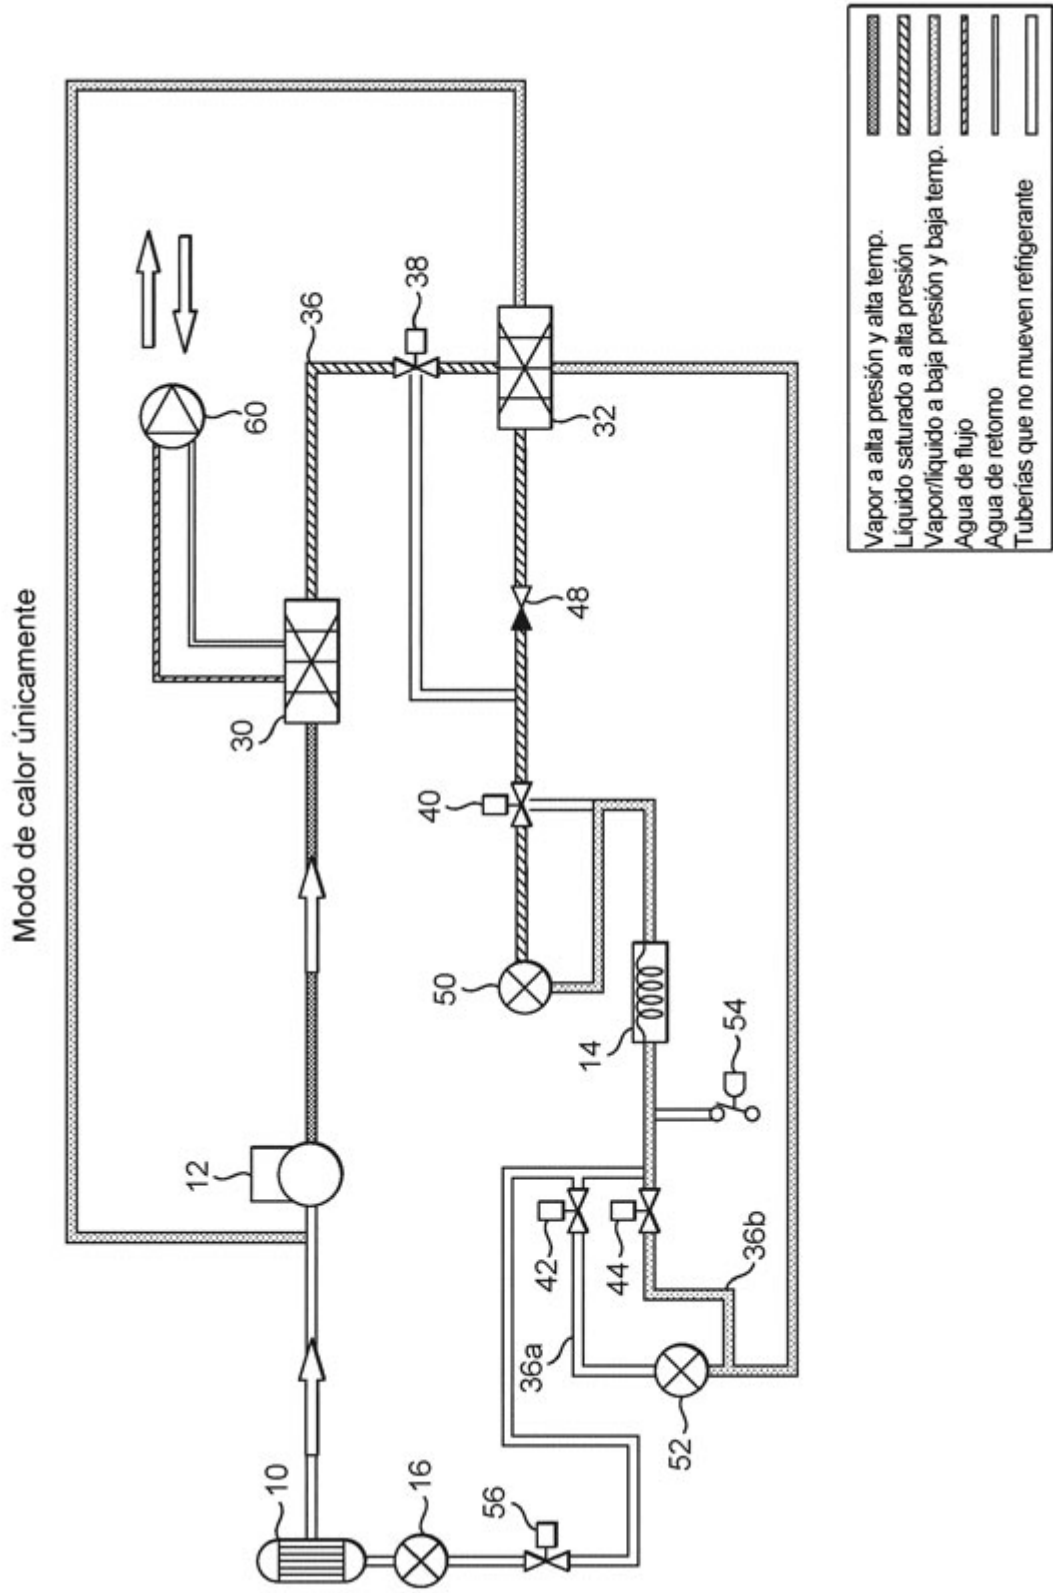 Modo de calor únicamente
60
36
38
30
32
48
12
40
50
14
54
42
44
36a
36b
10
16
56
52
Vapor a alta presión y alta temp.
Líquido saturado a alta presión
Vapor/líquido a baja presión y baja temp.
Agua de flujo
Agua de retorno
Tuberías que no mueven refrigerante